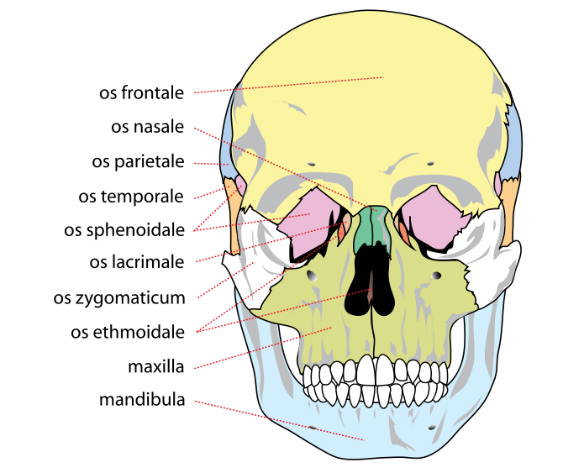 os frontale
os nasale
os parietale
os temporale
os sphenoidale
os lacrimale
os zygomaticum
os ethmoidale
maxilla
mandibula